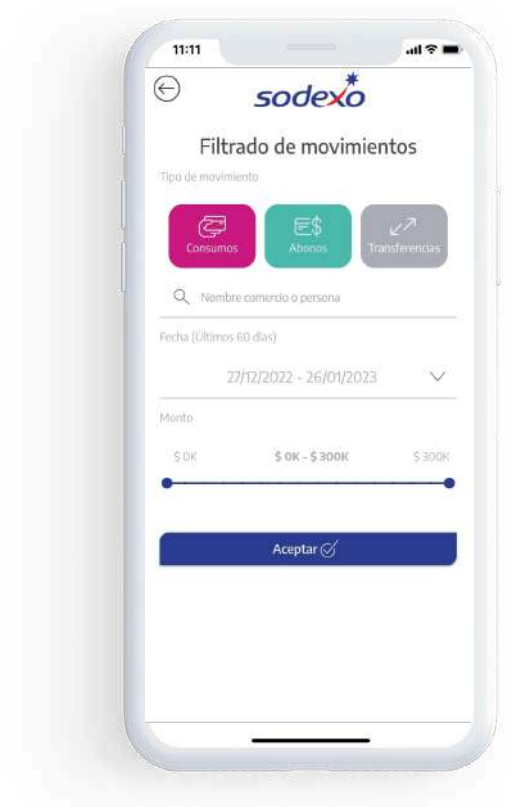 11:11
sodexo
Filtrado de movimientos
Tipo de movimiento
Consumos Abonos Transferencias
Nombre comercio o persona
Fecha (Últimos 60 días)
27/12/2022 - 26/01/2023
Monto
$ 0K $ 0K - $ 300K $ 300K
Aceptar